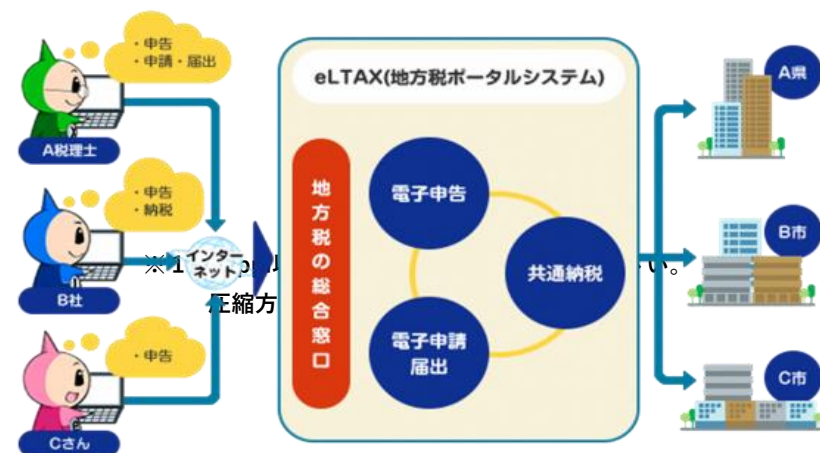 ・申告
・申請・届出
A税理士
・申告
・納税
B社
・申告
Cさん
インター
ネット
※1
い。
圧縮方
eLTAX(地方税ポータルシステム)
地方税の総合窓口
電子申告
共通納税
電子申請
届出
A県
B市
C市